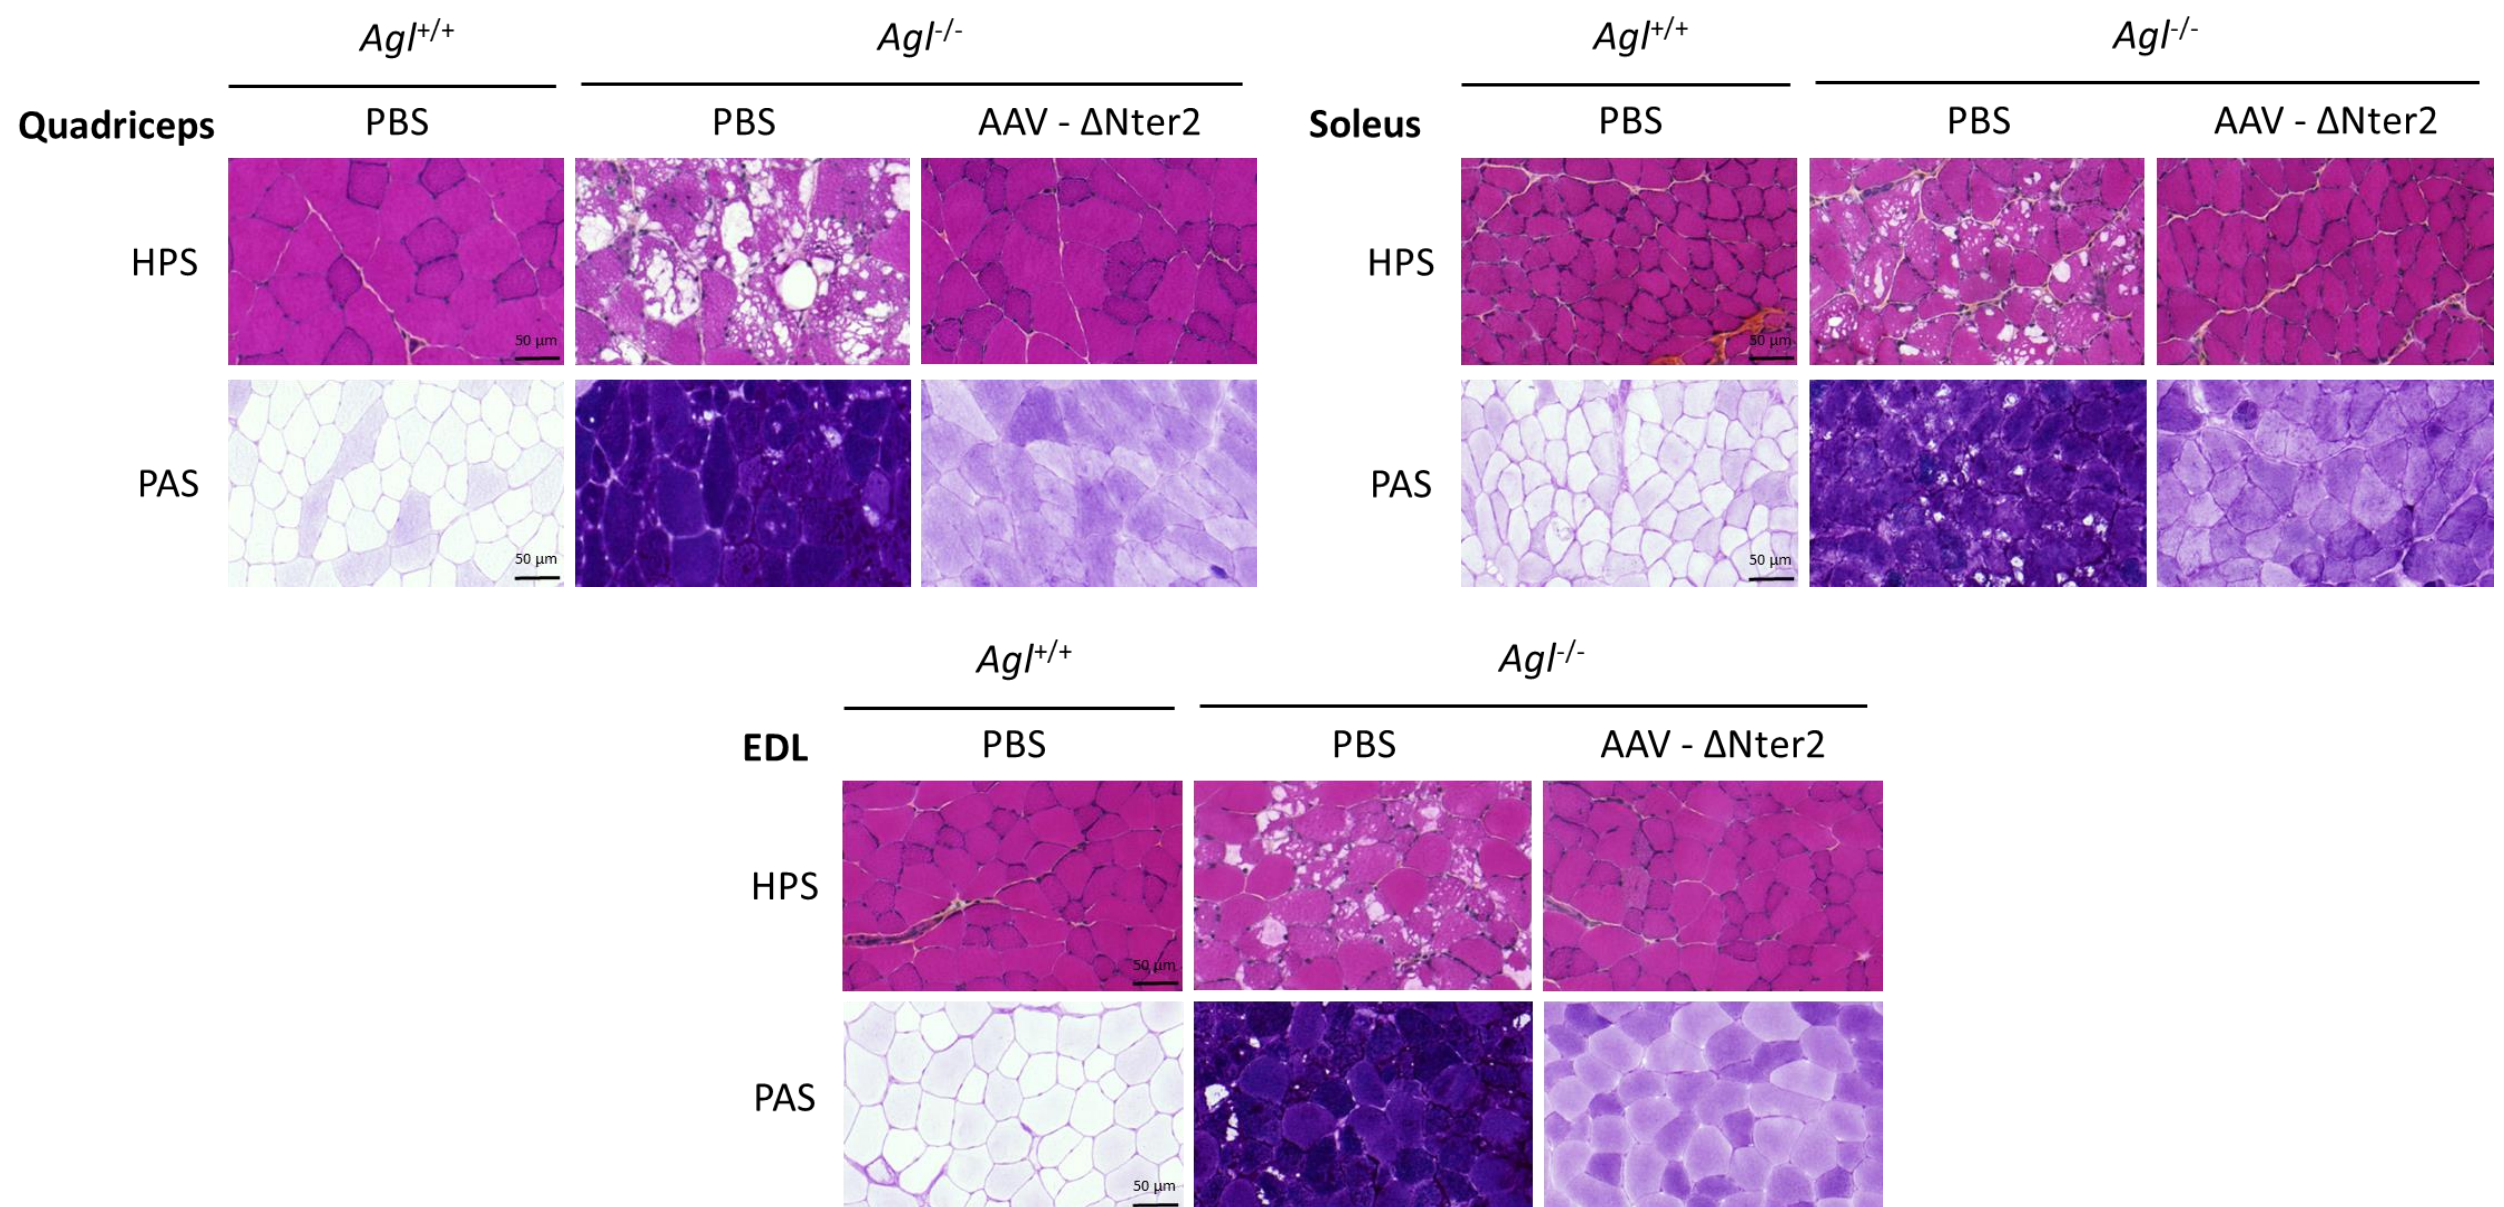 Agl+/+ Agl-/-
Quadriceps PBS PBS AAV - ΔNter2
HPS
50 µm
PAS
50 µm
Agl+/+ Agl-/-
Soleus PBS PBS AAV - ΔNter2
HPS
50 µm
PAS
50 µm
Agl+/+ Agl-/-
EDL PBS PBS AAV - ΔNter2
HPS
50 µm
PAS
50 µm